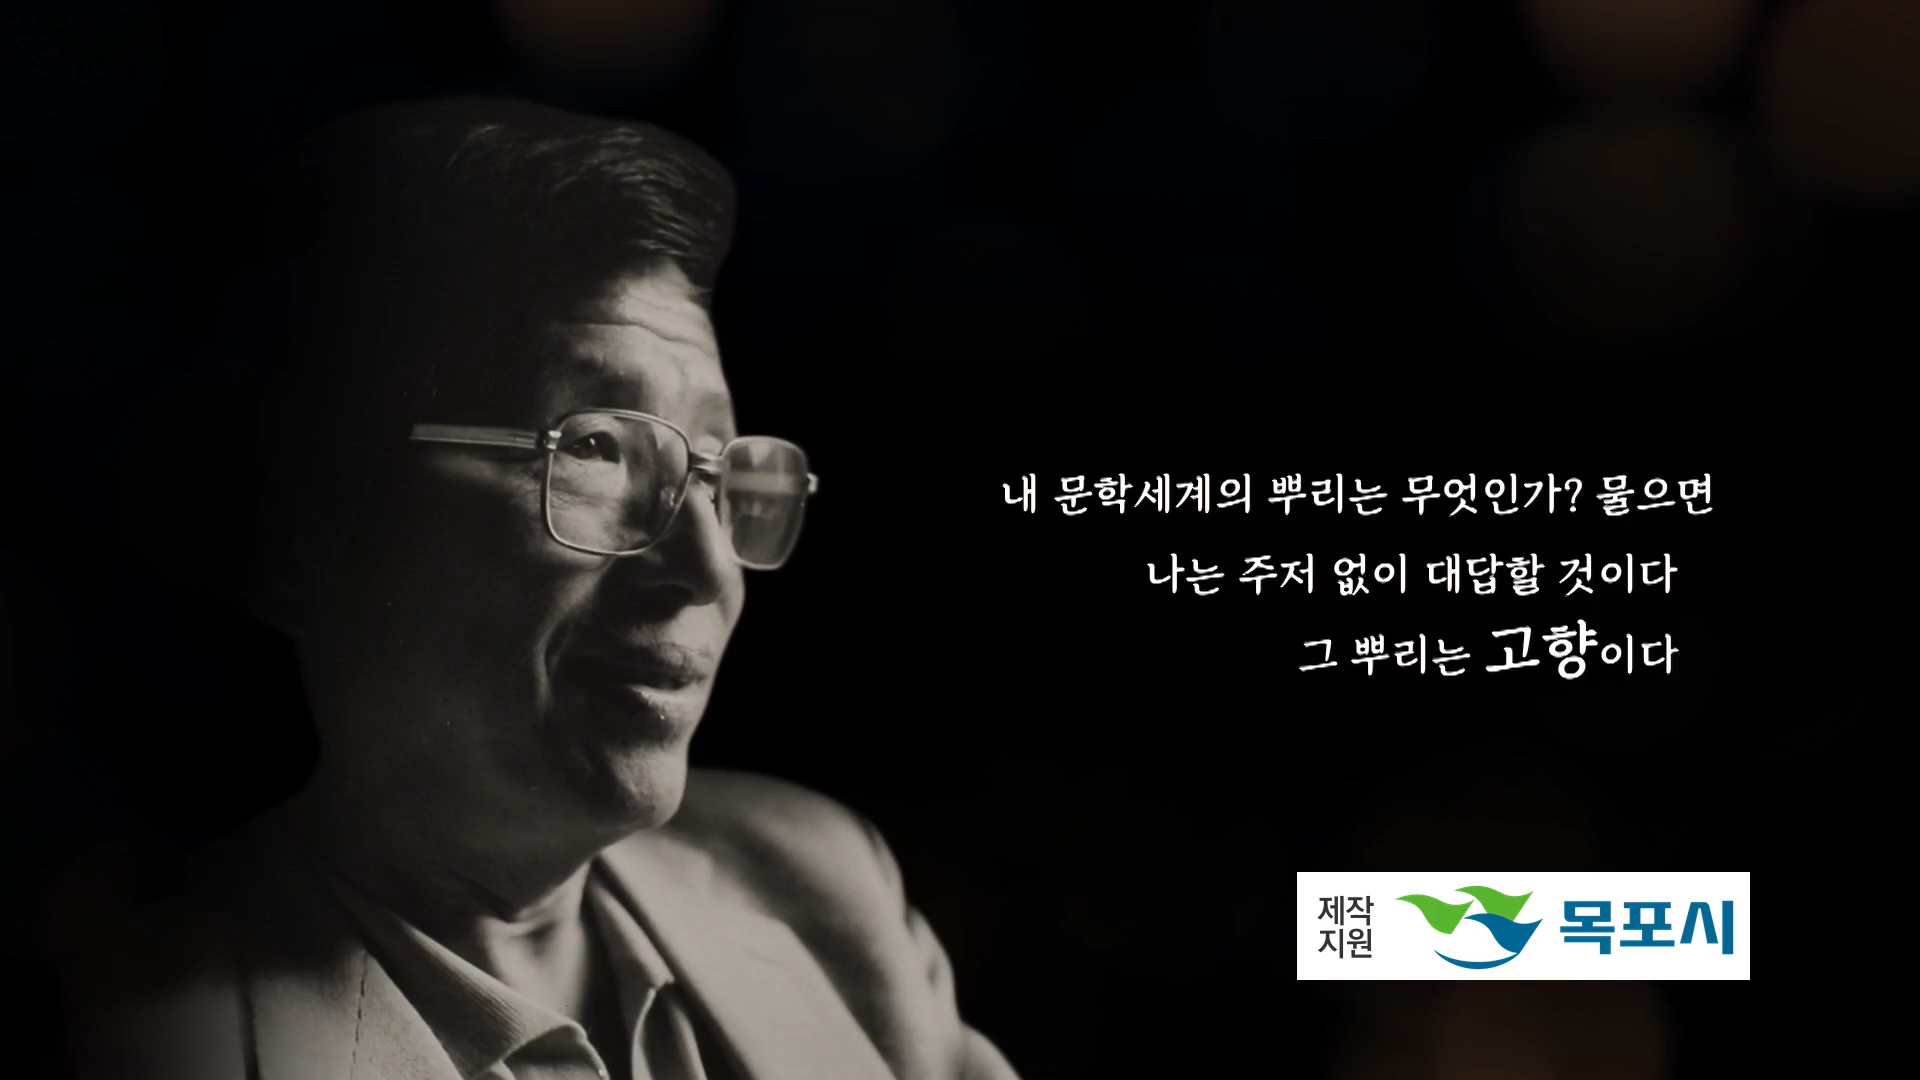 내 문학세계의 뿌리는 무엇인가? 물으면
나는 주저 없이 대답할 것이다
그 뿌리는 고향이다
제작
지원
목포시